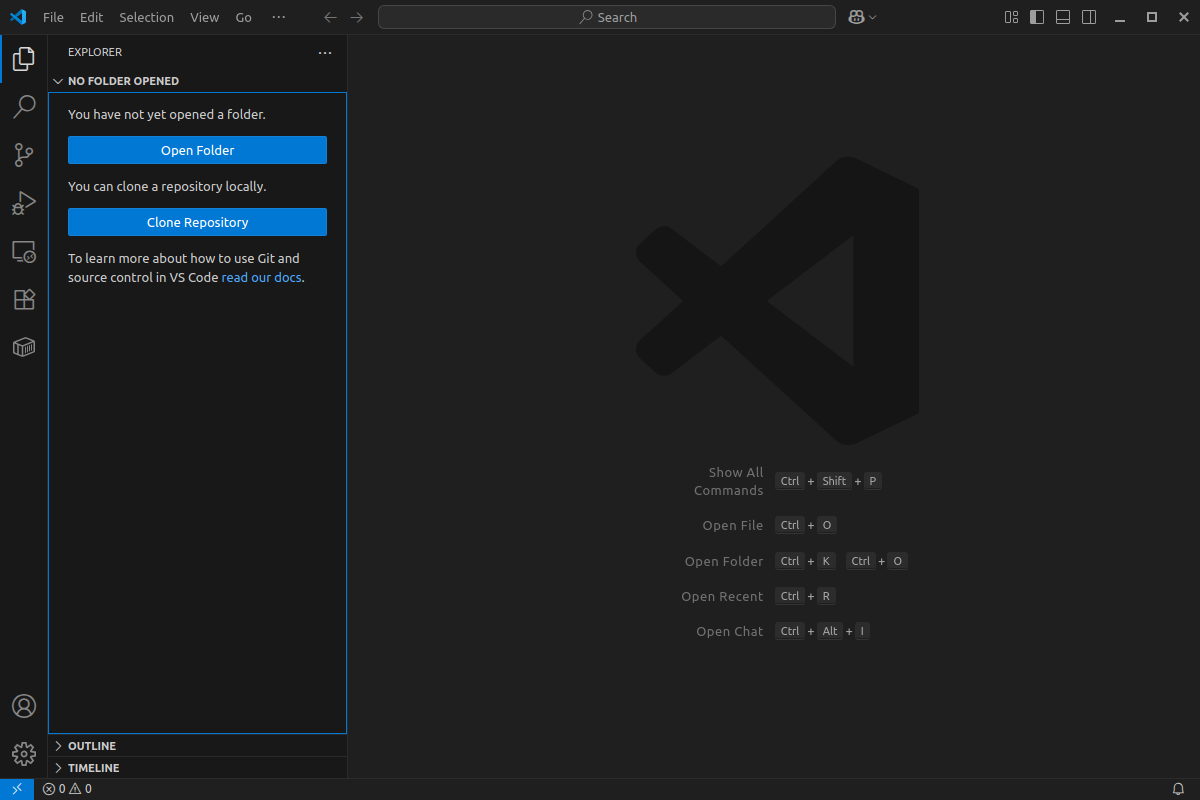 File Edit Selection View Go ···
Search
EXPLORER
NO FOLDER OPENED
You have not yet opened a folder.
Open Folder
You can clone a repository locally.
Clone Repository
To learn more about how to use Git and
source control in VS Code read our docs.
Show All
Commands Ctrl + Shift + P
Open File Ctrl + O
Open Folder Ctrl + K Ctrl + O
Open Recent Ctrl + R
Open Chat Ctrl + Alt + I
OUTLINE
TIMELINE
0 0